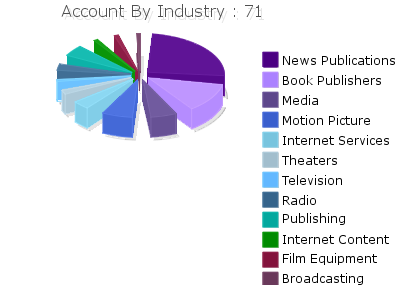 Account By Industry : 71
News Publications
Book Publishers
Media
Motion Picture
Internet Services
Theaters
Television
Radio
Publishing
Internet Content
Film Equipment
Broadcasting